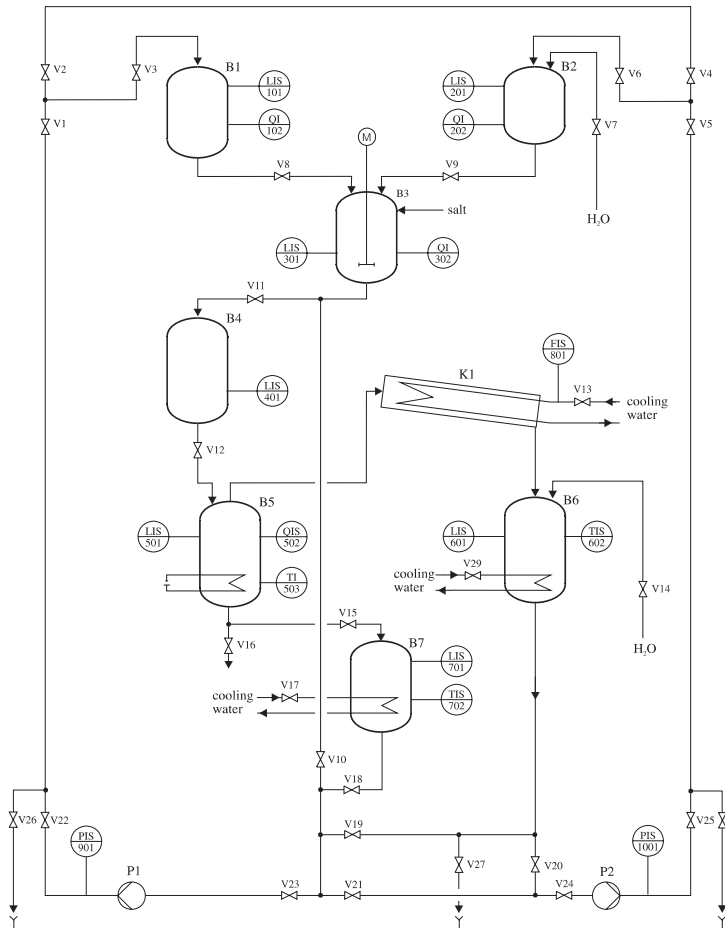 V2
V3
B1
LIS
101
QI
102
V1
LIS
201
QI
202
B2
V6
V4
V7
V5
H₂O
M
V8
V9
B3
salt
LIS
301
QI
302
V11
B4
LIS
401
V12
K1
FIS
801
V13
cooling
water
B5
LIS
501
QIS
502
TI
503
B6
LIS
601
TIS
602
V29
cooling
water
V14
H₂O
V15
V16
B7
LIS
701
TIS
702
V17
cooling
water
V10
V18
V26
V22
PIS
901
P1
V23
V19
V21
V27
V20
V24
P2
PIS
1001
V25